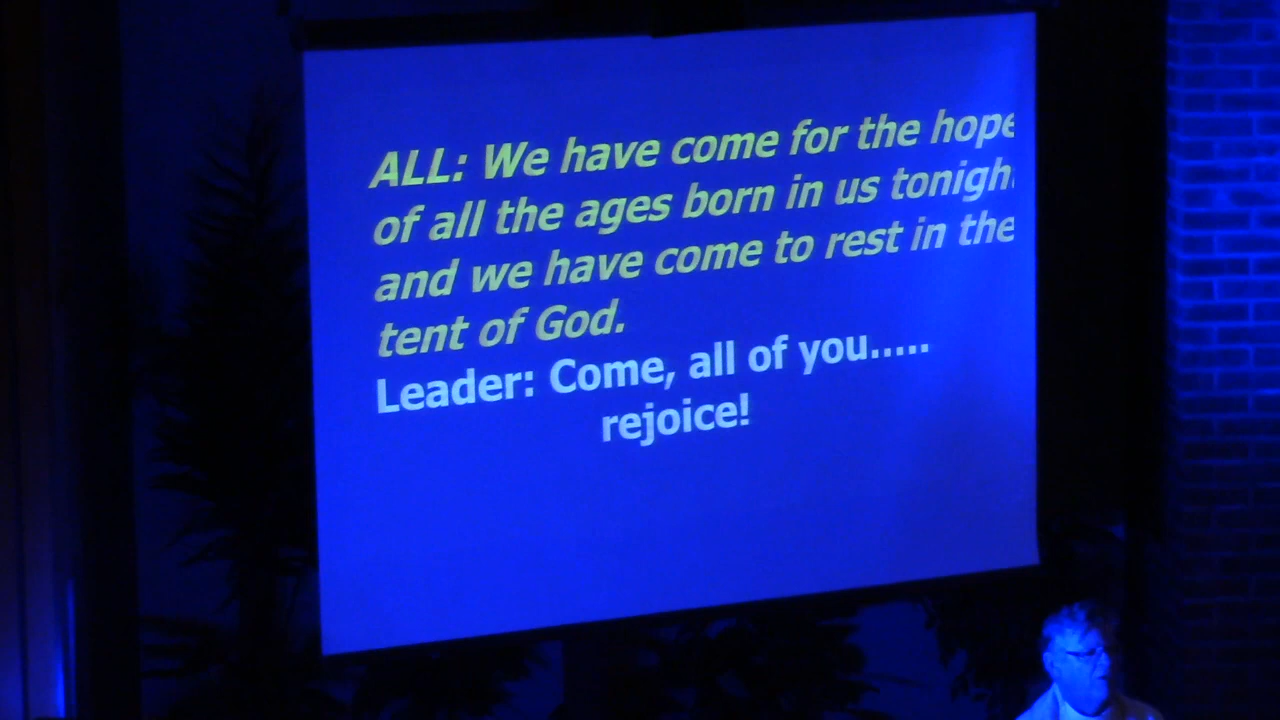 ALL: We have come for the hope
of all the ages born in us tonight
and we have come to rest in the
tent of God.
Leader: Come, all of you.....
rejoice!